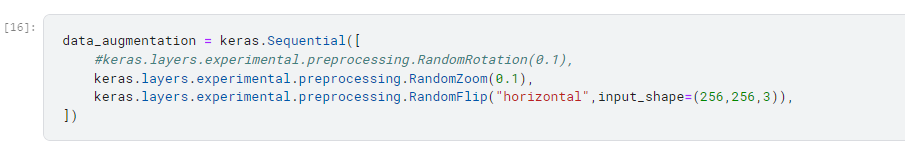 [16]:
data_augmentation = keras.Sequential([
#keras.layers.experimental.preprocessing.RandomRotation(0.1),
keras.layers.experimental.preprocessing.RandomZoom(0.1),
keras.layers.experimental.preprocessing.RandomFlip("horizontal",input_shape=(256,256,3)),
])